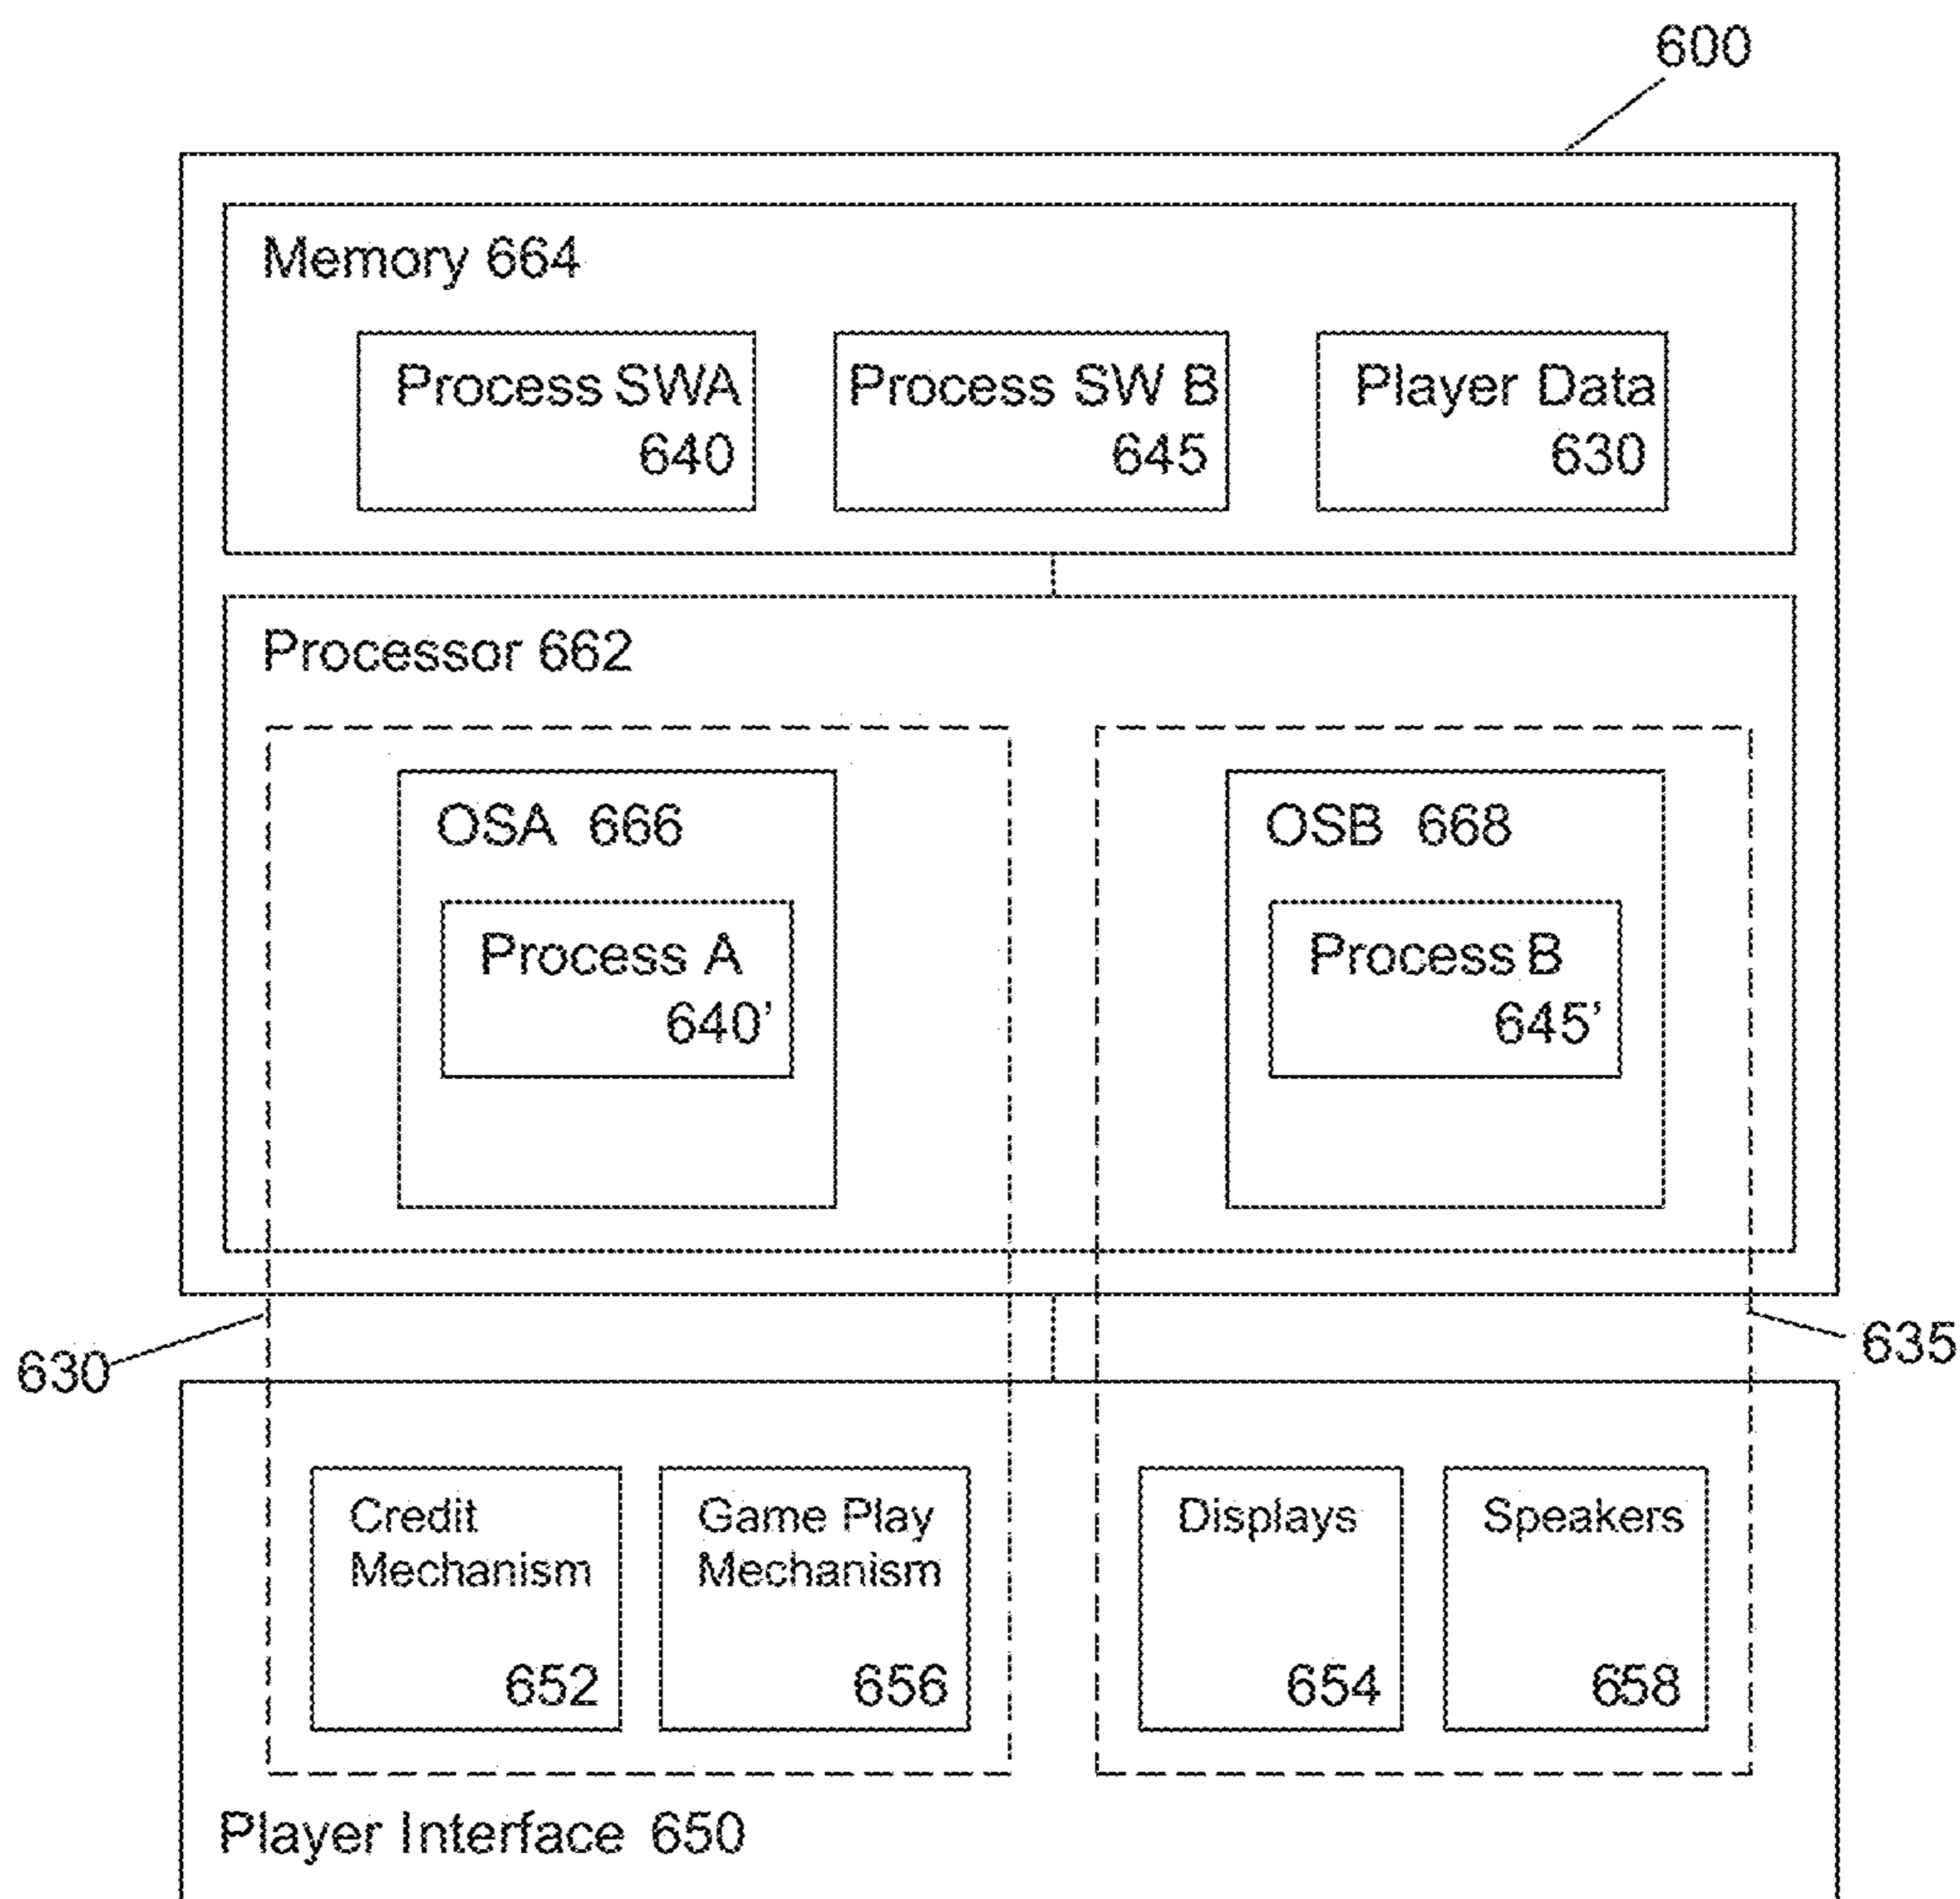 600
Memory 664
Process SWA
640
Process SW B
645
Player Data
630
Processor 662
OSA 666
Process A
640’
OSB 668
Process B
645’
630
635
Credit
Mechanism
652
Game Play
Mechanism
656
Displays
654
Speakers
658
Player Interface 650